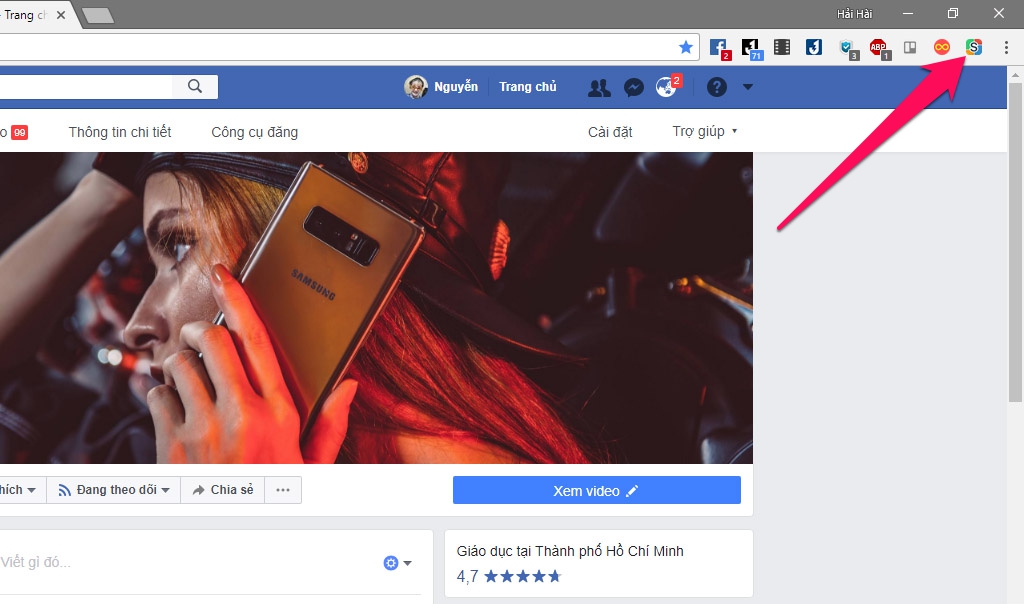 Trang ch
Hải Hài
2
71
3
ABP
1
S
Nguyễn
Trang chủ
2
?
99
Thông tin chi tiết
Công cụ đăng
Cài đặt
Trợ giúp
SAMSUNG
Đang theo dõi
Chia sẻ
Xem video
Viết gì đó...
Giáo dục tại Thành phố Hồ Chí Minh
4,7